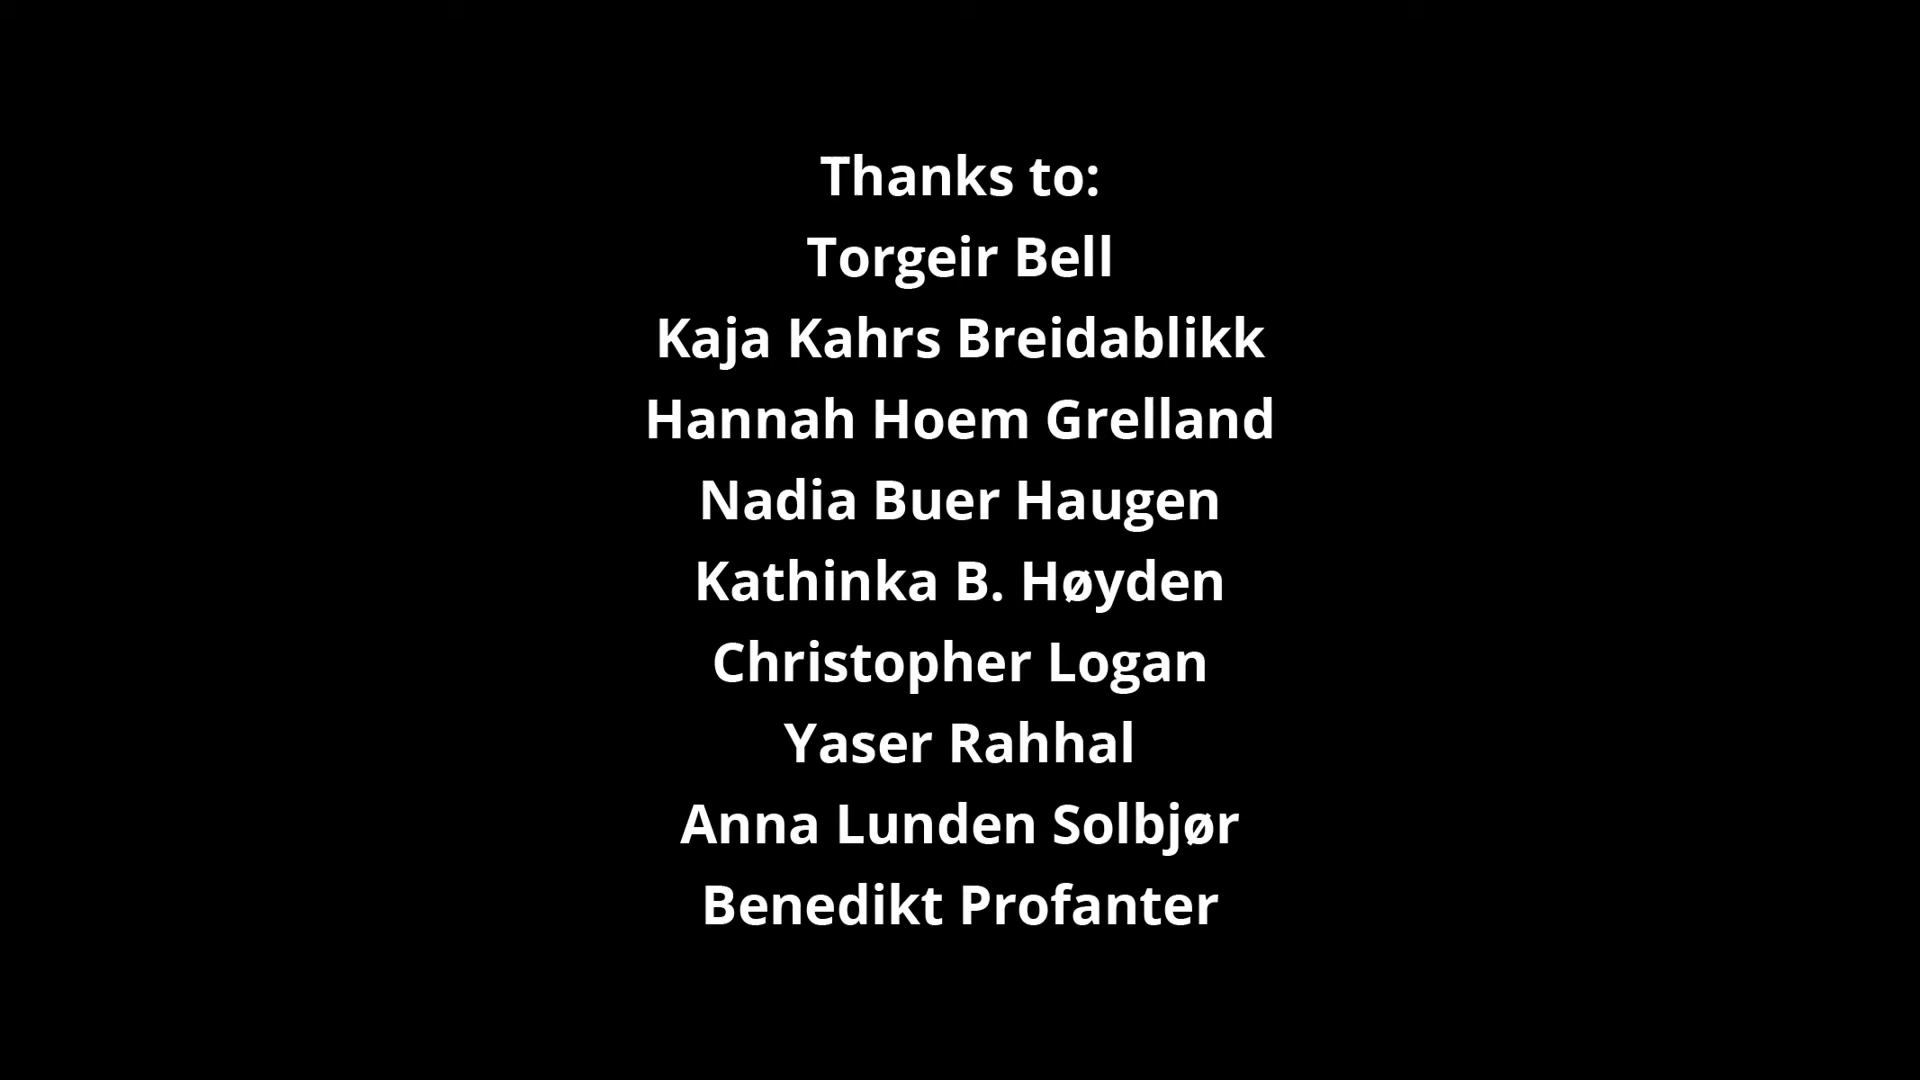 Thanks to:
Torgeir Bell
Kaja Kahrs Breidablikk
Hannah Hoem Grelland
Nadia Buer Haugen
Kathinka B. Høyden
Christopher Logan
Yaser Rahhal
Anna Lunden Solbjør
Benedikt Profanter